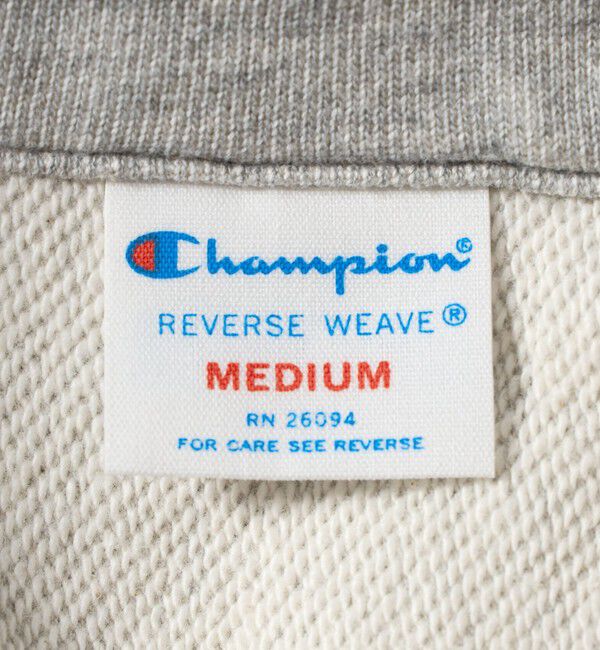 Champion®
REVERSE WEAVE®
MEDIUM
RN 26094
FOR CARE SEE REVERSE